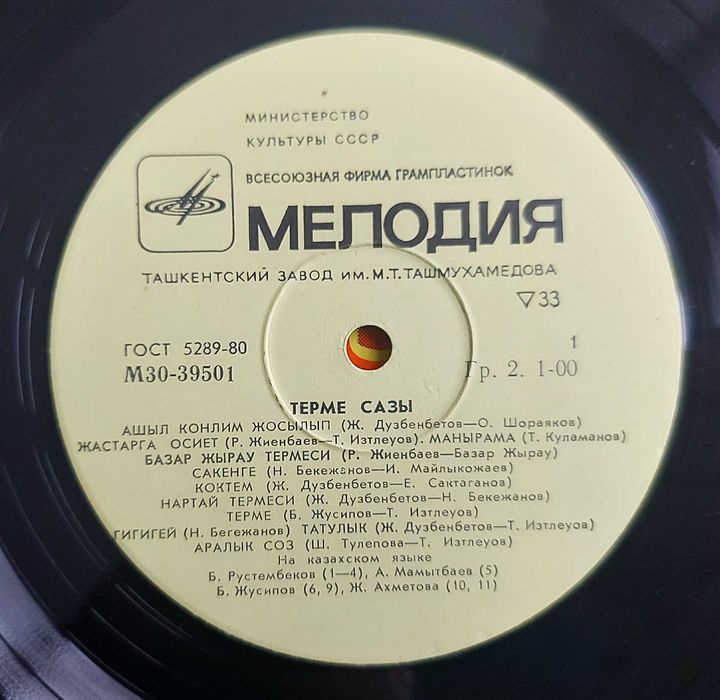 МИНИСТЕРСТВО
КУЛЬТУРЫ СССР
ВСЕСОЮЗНАЯ ФИРМА ГРАМПЛАСТИНОК
МЕЛОДИЯ
ТАШКЕНТСКИЙ ЗАВОД ИМ. М.Т. ТАШМУХАМЕДОВА
▽33
ГОСТ 5289-80
1
М30-39501
Гр. 2. 1-00
ТЕРМЕ САЗЫ
АШЫЛ КОНЛИМ ЖОСЫЛЫП (Ж. Дузбенбетов—О. Шораяков)
ЖАСТАРГА ОСИЕТ (Р. Жиенбаев—Т. Изтлеуов). МАНЫРАМА (Т. Куламанов)
БАЗАР ЖЫРАУ ТЕРМЕСИ (Р. Жиенбаев—Базар Жырау)
САКЕНГЕ (Н. Бекежанов—И. Майлыкожаев)
КОКТЕМ (Ж. Дузбенбетов—Е. Сактаганов)
НАРТАЙ ТЕРМЕСИ (Ж. Дузбенбетов—Н. Бекежанов)
ТЕРМЕ (Б. Жусипов—Т. Изтлеуов)
ГИГИГЕЙ (Н. Бегежанов) ТАТУЛЫК (Ж. Дузбенбетов—Т. Изтлеуов)
АРАЛЫК СОЗ (Ш. Тулепова—Т. Изтлеуов)
На казахском языке
Б. Рустембеков (1—4), А. Мамытбаев (5)
Б. Жусипов (6, 9), Ж. Ахметова (10, 11)